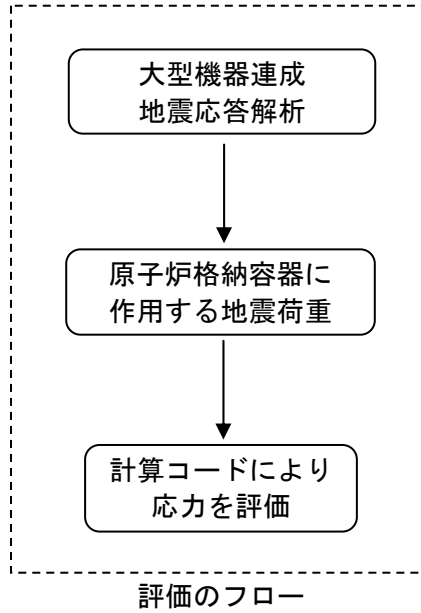 大型機器連成
地震応答解析
原子炉格納容器に
作用する地震荷重
計算コードにより
応力を評価
評価のフロー